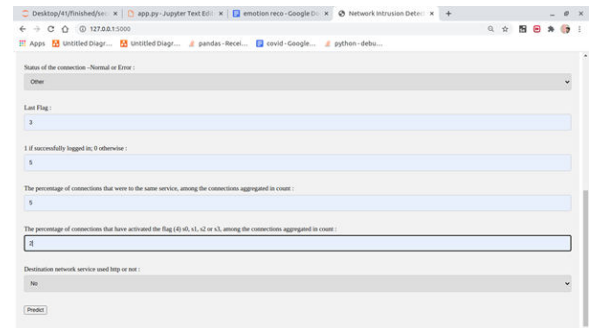 Desktop/41/finished/se app.py - Jupyter Text Edit emotion reco - Google Do Network Intrusion Detect
127.0.0.1:5000
Apps Untitled Diagr... Untitled Diagr... pandas - Recei... covid - Google... python - debu...
Status of the connection –Normal or Error :
Other
Last Flag :
3
1 if successfully logged in; 0 otherwise :
5
The percentage of connections that were to the same service, among the connections aggregated in count :
5
The percentage of connections that have activated the flag (4) s0, s1, s2 or s3, among the connections aggregated in count :
2
Destination network service used http or not :
No
Predict